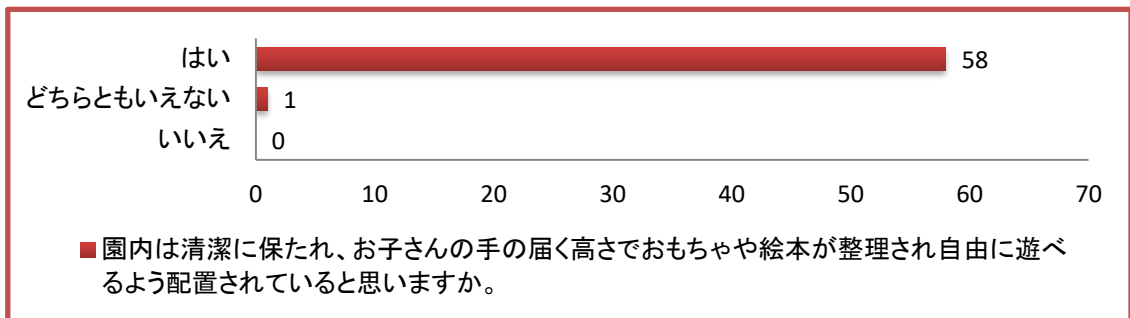 はい 58
どちらともいえない 1
いいえ 0
0 10 20 30 40 50 60 70
園内は清潔に保たれ、お子さんの手の届く高さでおもちゃや絵本が整理され自由に遊べ
るよう配置されていると思いますか。